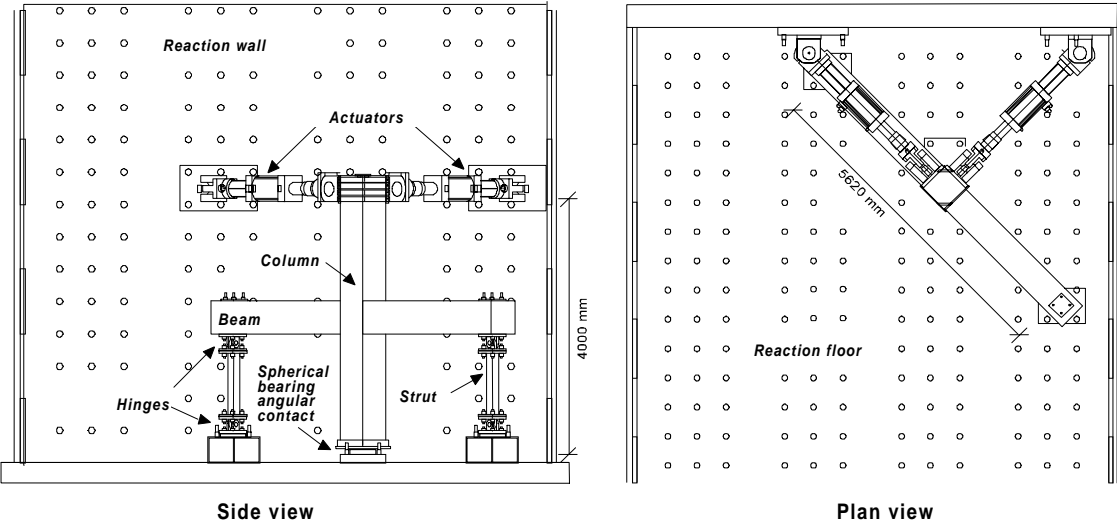 Reaction wall
Actuators
Column
Beam
Spherical
bearing
angular
contact
Hinges
Strut
4000 mm
Side view
5620 mm
Reaction floor
Plan view